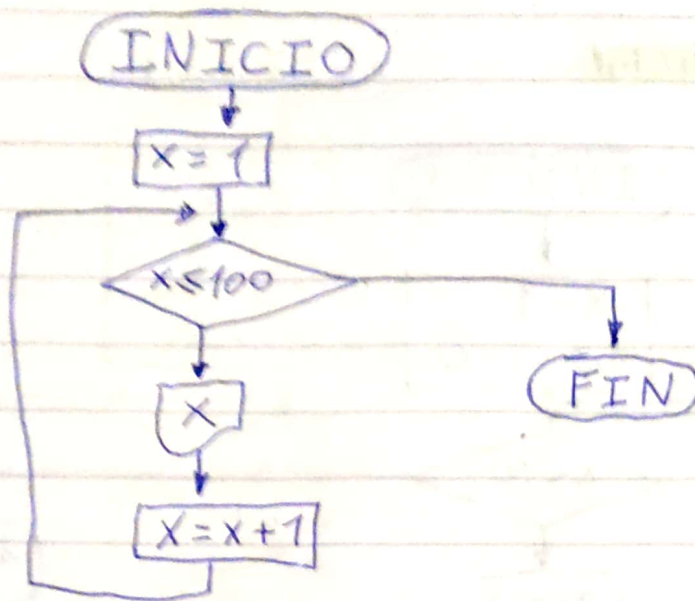 INICIO
x = 1
x ≤ 100
x
FIN
x = x + 1